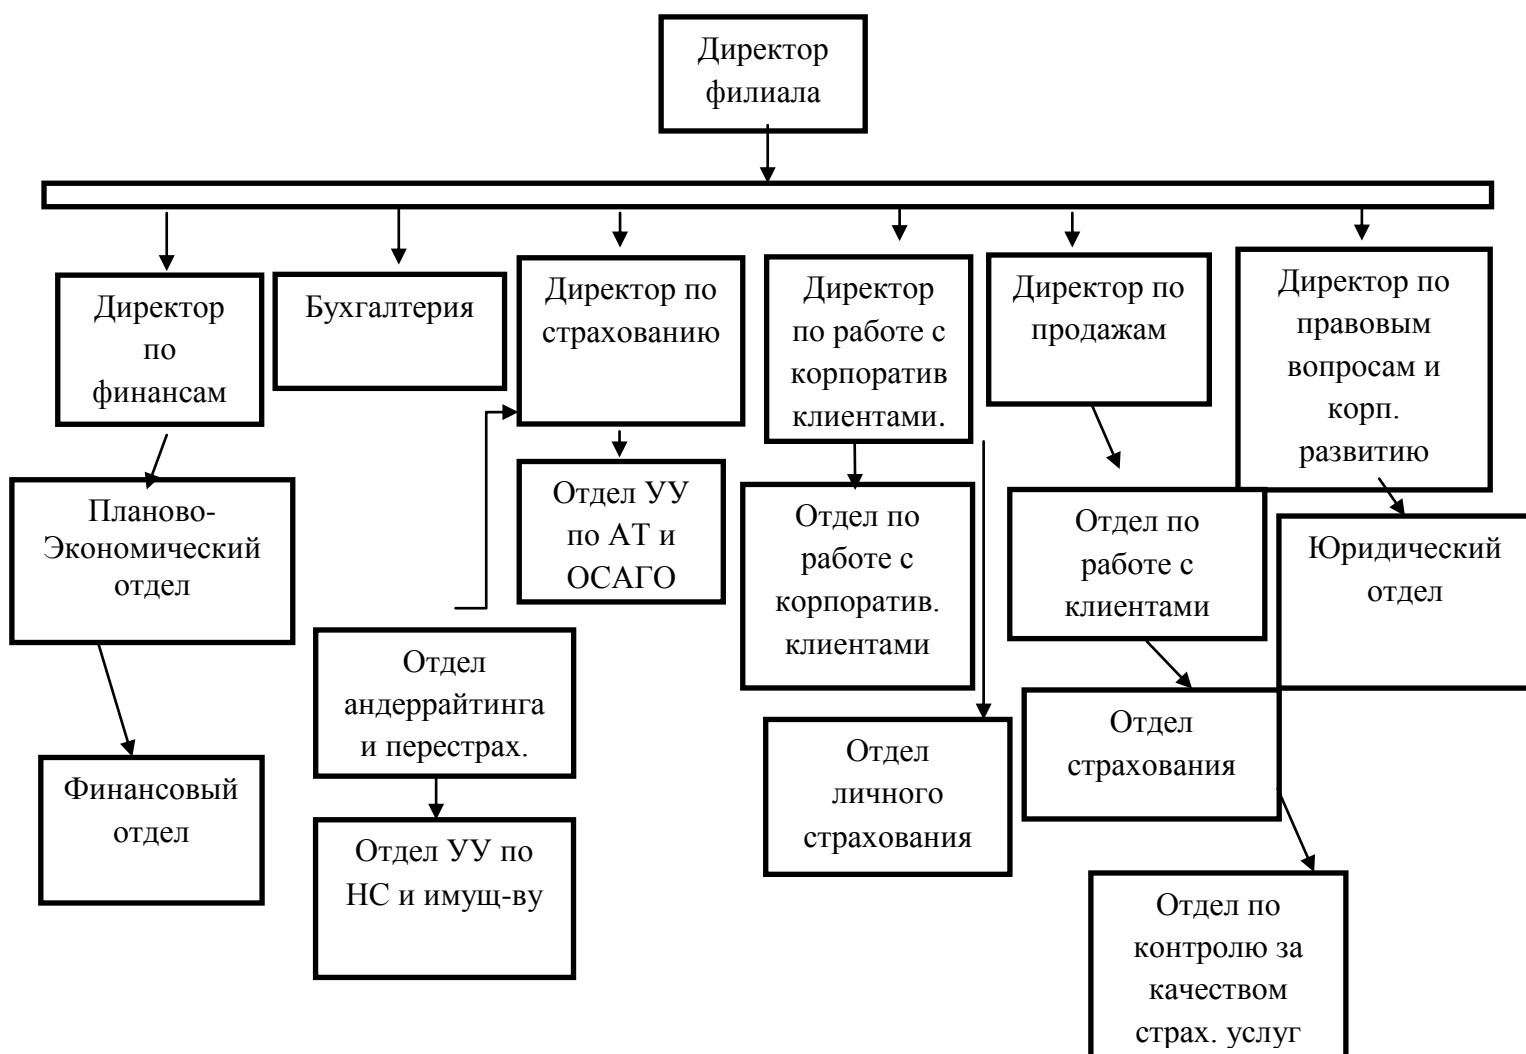 Директор
филиала
Директор
по
финансам
Бухгалтерия
Директор по
страхованию
Директор
по работе с
корпоратив
клиентами.
Директор по
продажам
Директор по
правовым
вопросам и
корп.
развитию
Планово-
Экономический
отдел
Отдел УУ
по АТ и
ОСАГО
Отдел по
работе с
корпоратив.
клиентами
Отдел по
работе с
клиентами
Юридический
отдел
Отдел
андеррайтинга
и перестрах.
Отдел
личного
страхования
Отдел
страхования
Финансовый
отдел
Отдел УУ по
НС и имущ-ву
Отдел по
контролю за
качеством
страх. услуг